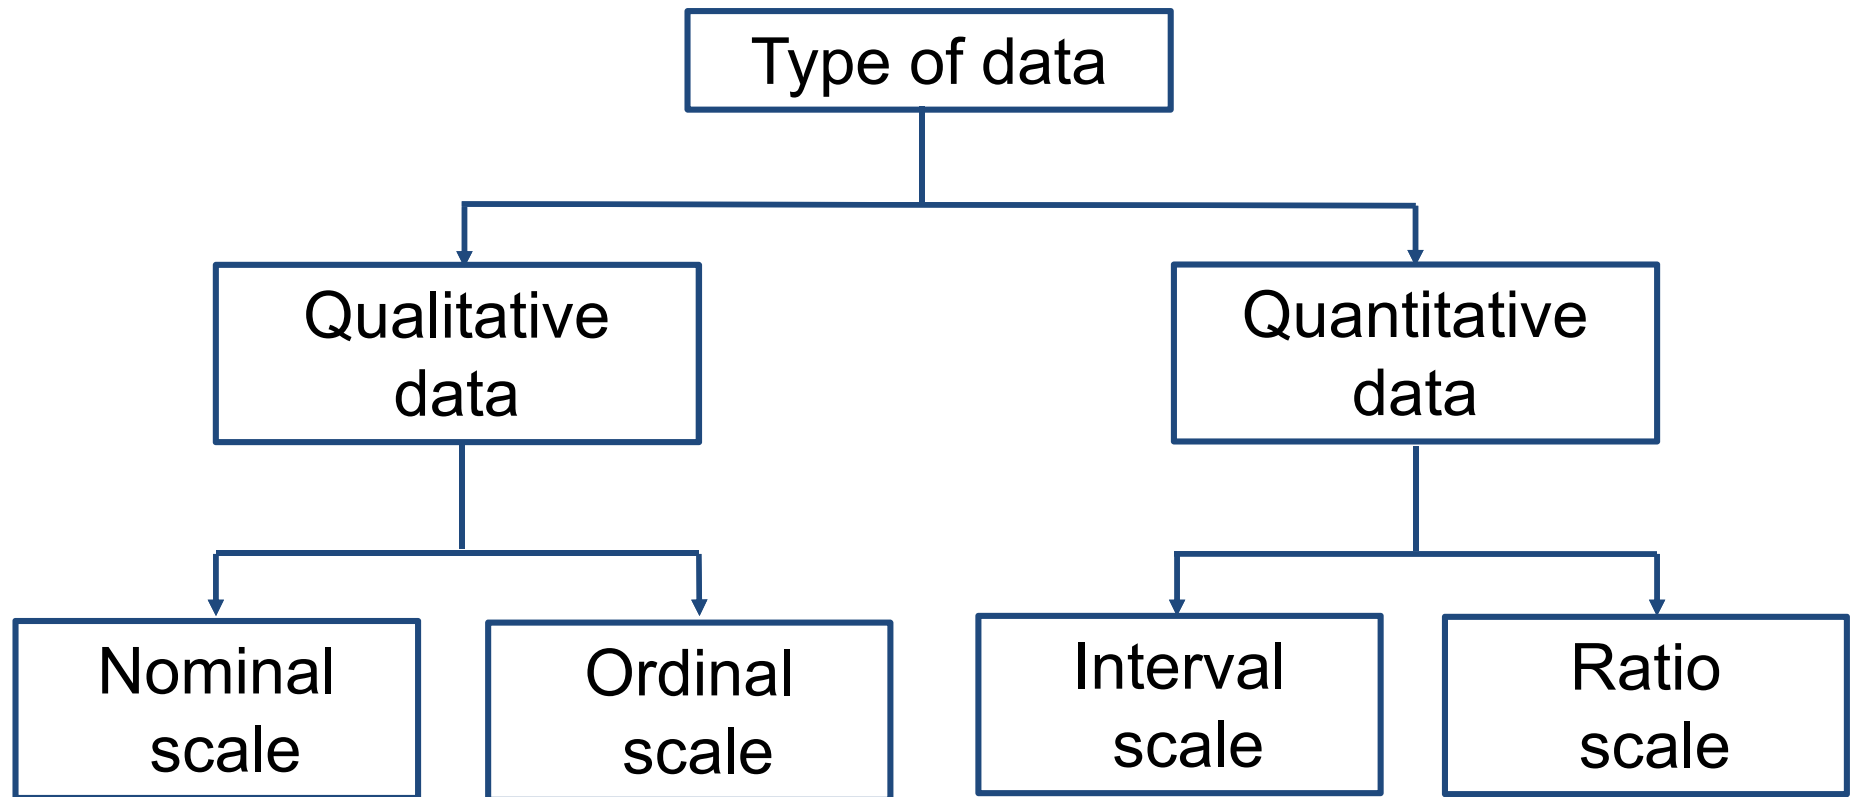 Type of data
Qualitative
data
Quantitative
data
Nominal
scale
Ordinal
scale
Interval
scale
Ratio
scale